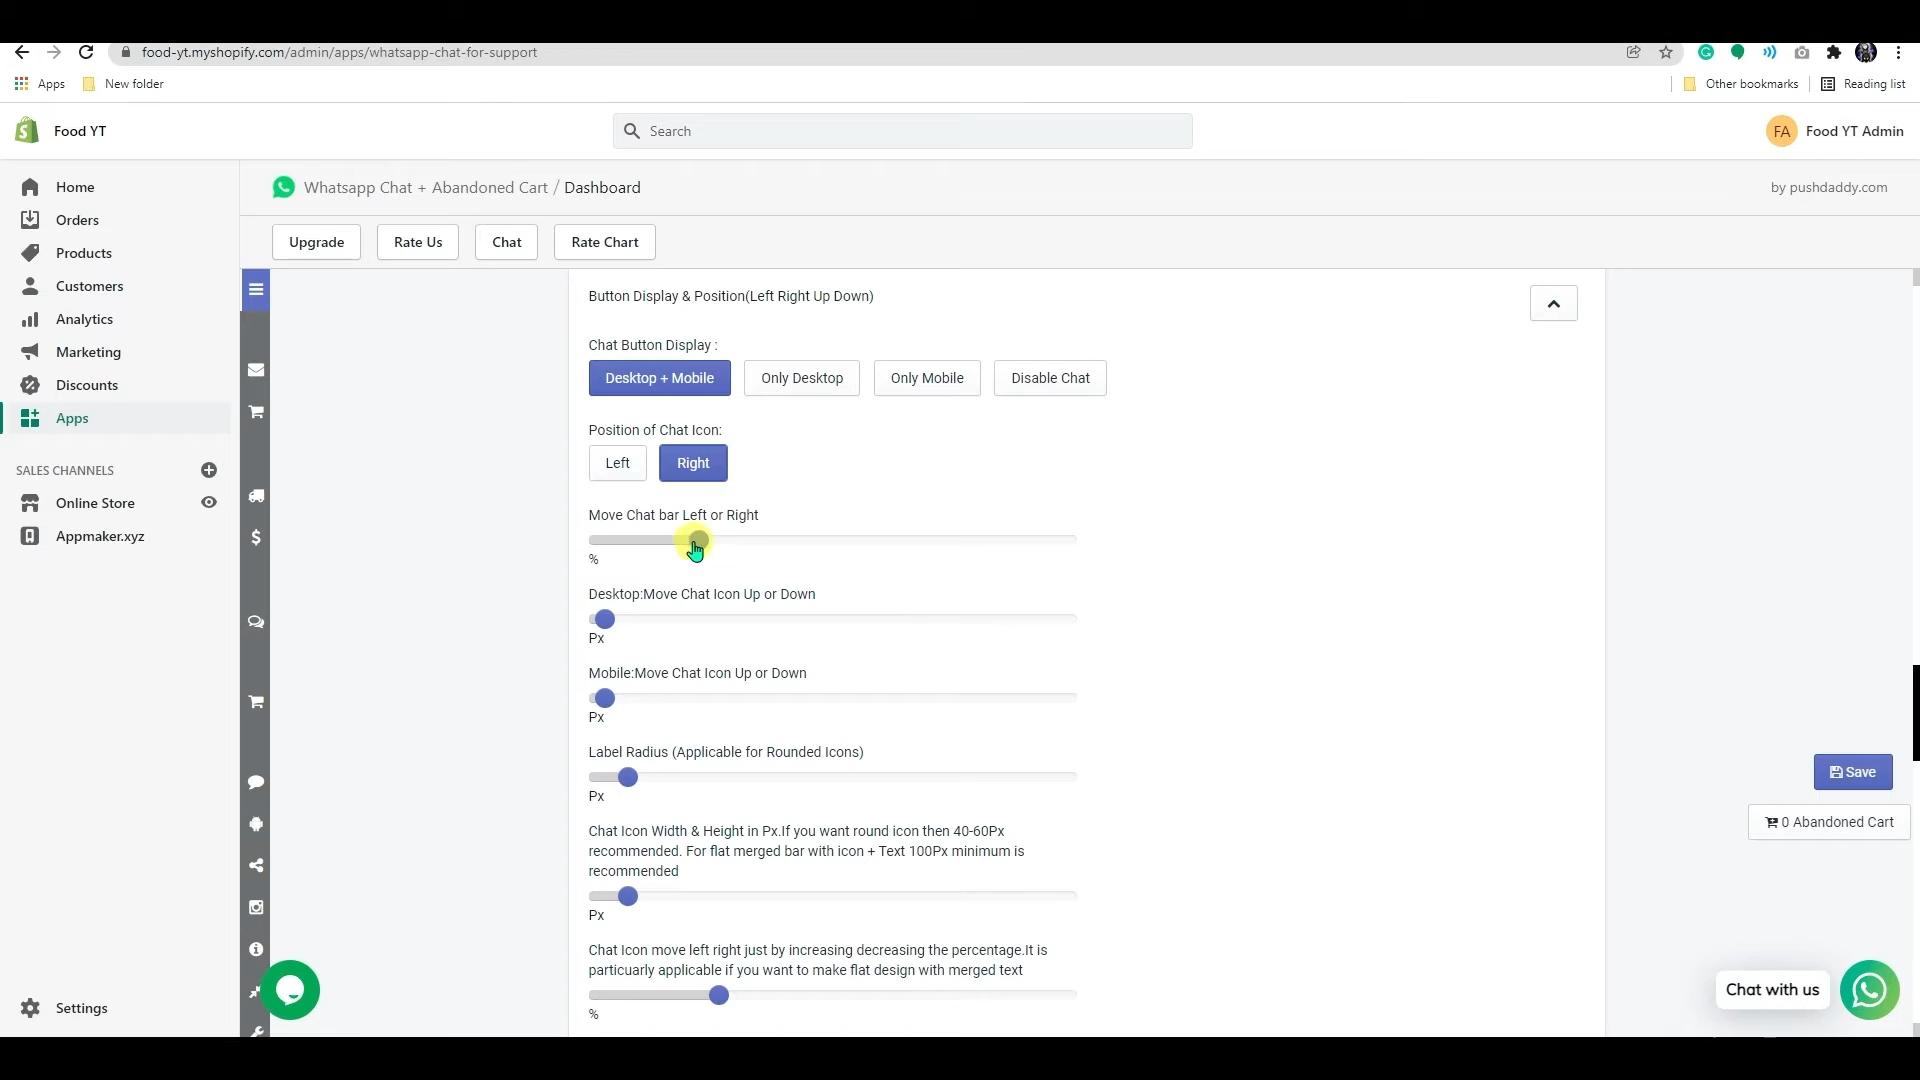 food-yt.myshopify.com/admin/apps/whatsapp-chat-for-support
Apps
New folder
Other bookmarks
Reading list
Food YT
Search
FA
Food YT Admin
Home
Orders
Products
Customers
Analytics
Marketing
Discounts
Apps
SALES CHANNELS
Online Store
Appmaker.xyz
Settings
Whatsapp Chat + Abandoned Cart / Dashboard
by pushdaddy.com
Upgrade
Rate Us
Chat
Rate Chart
Button Display & Position(Left Right Up Down)
Chat Button Display :
Desktop + Mobile
Only Desktop
Only Mobile
Disable Chat
Position of Chat Icon:
Left
Right
Move Chat bar Left or Right
%
Desktop:Move Chat Icon Up or Down
Px
Mobile:Move Chat Icon Up or Down
Px
Label Radius (Applicable for Rounded Icons)
Px
Chat Icon Width & Height in Px.If you want round icon then 40-60Px
recommended. For flat merged bar with icon + Text 100Px minimum is
recommended
Px
Chat Icon move left right just by increasing decreasing the percentage.It is
particuarly applicable if you want to make flat design with merged text
%
Save
0 Abandoned Cart
Chat with us